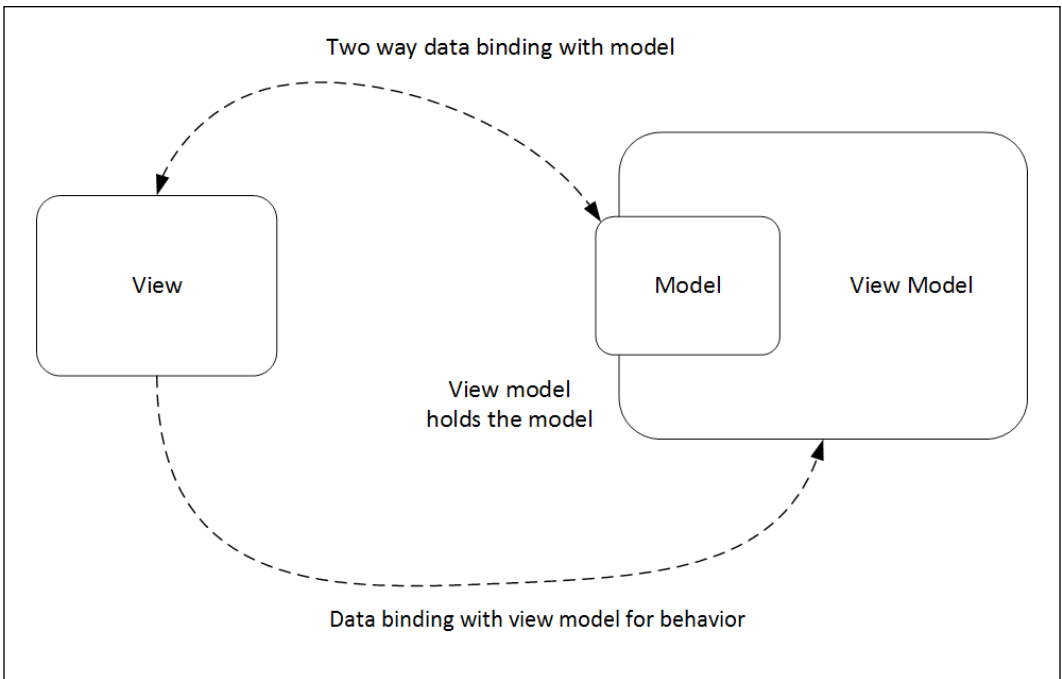 Two way data binding with model
View
Model
View Model
View model
holds the model
Data binding with view model for behavior